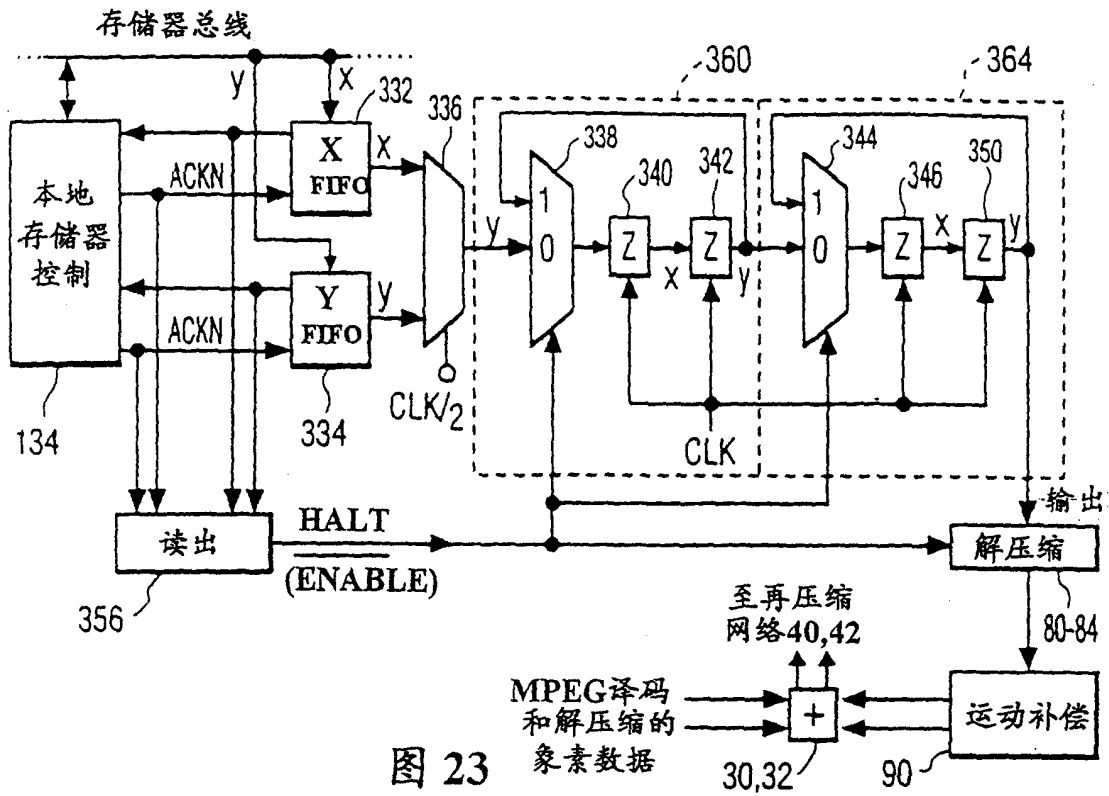 存储器总线
y
x
332
336
360
364
本地
存储器
控制
X
FIFO
X
ACKN
338
1
0
340
342
344
1
0
346
350
y
Z
X
Z
y
Z
X
Z
y
Y
FIFO
y
ACKN
134
334
CLK/2
CLK
读出
356
HALT
(ENABLE)
输出
解压缩
80-84
至再压缩
网络40,42
MPEG译码
和解压缩的
象素数据
+
30,32
运动补偿
90
图 23